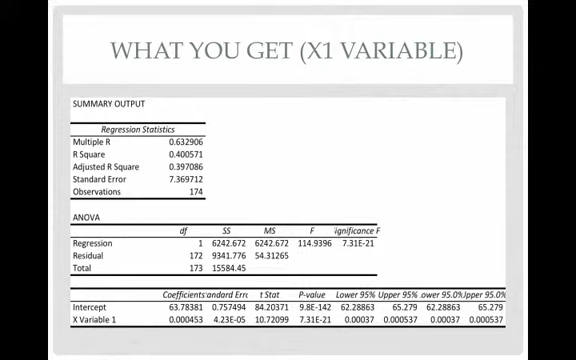 WHAT YOU GET (X1 VARIABLE)
SUMMARY OUTPUT
Regression Statistics
Multiple R 0.632906
R Square 0.400571
Adjusted R Square 0.397086
Standard Error 7.369712
Observations 174
ANOVA
df SS MS F ignificance F
Regression 1 6242.672 6242.672 114.9396 7.31E-21
Residual 172 9341.776 54.31265
Total 173 15584.45
Coefficients andard Err t Stat P-value Lower 95% Upper 95% ower 95.0% Upper 95.0%
Intercept 63.78381 0.757494 84.20371 9.8E-142 62.28863 65.279 62.28863 65.279
X Variable 1 0.000453 4.23E-05 10.72099 7.31E-21 0.00037 0.000537 0.00037 0.000537